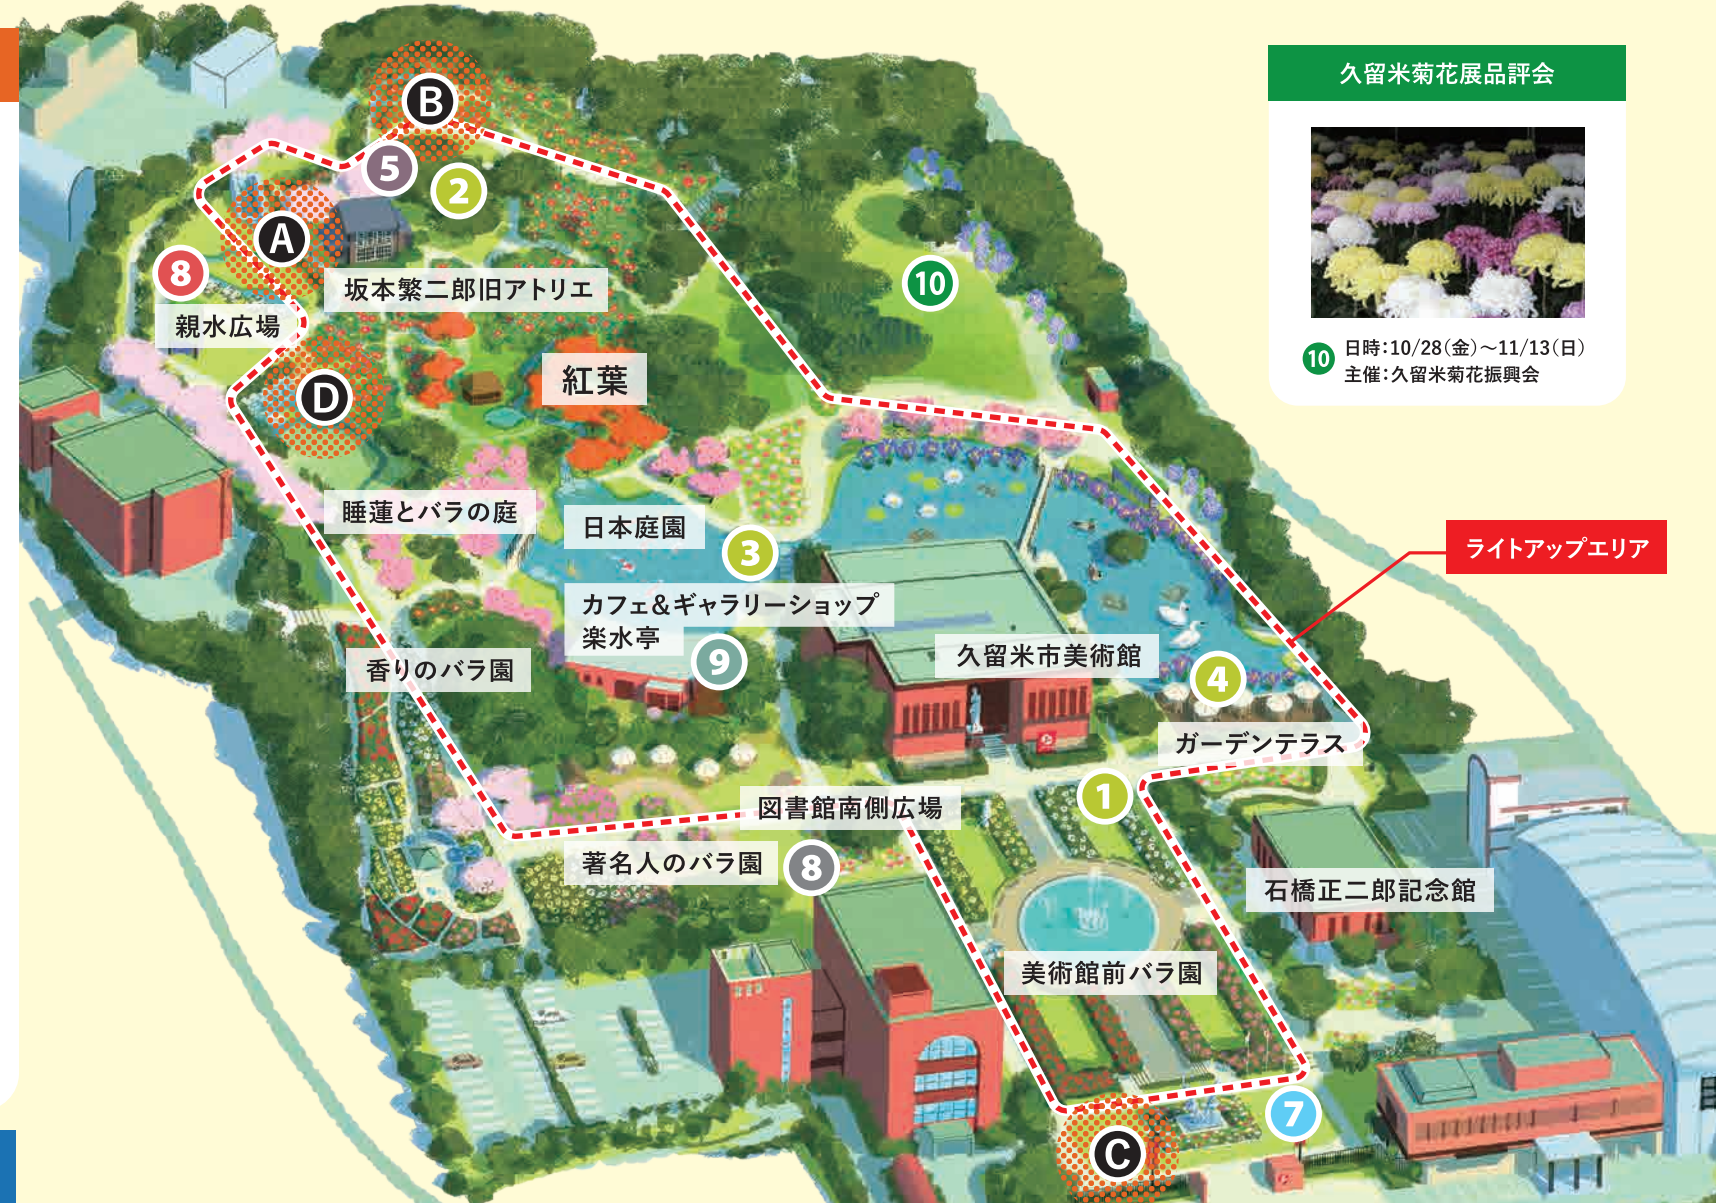 久留米菊花展品評会
10 日時：10/28（金）〜11/13（日）
主催：久留米菊花振興会
B
5
2
A
8
坂本繁二郎旧アトリエ
10
親水広場
D
紅葉
睡蓮とバラの庭
日本庭園
3
ライトアップエリア
カフェ＆ギャラリーショップ
楽水亭
9
久留米市美術館
香りのバラ園
4
ガーデンテラス
1
図書館南側広場
著名人のバラ園
8
石橋正二郎記念館
美術館前バラ園
7
C